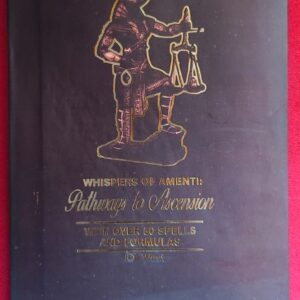 WHISPERS OF AMENTI:
Pathways to Ascension
WITH OVER 50 SPELLS
AND FORMULAS